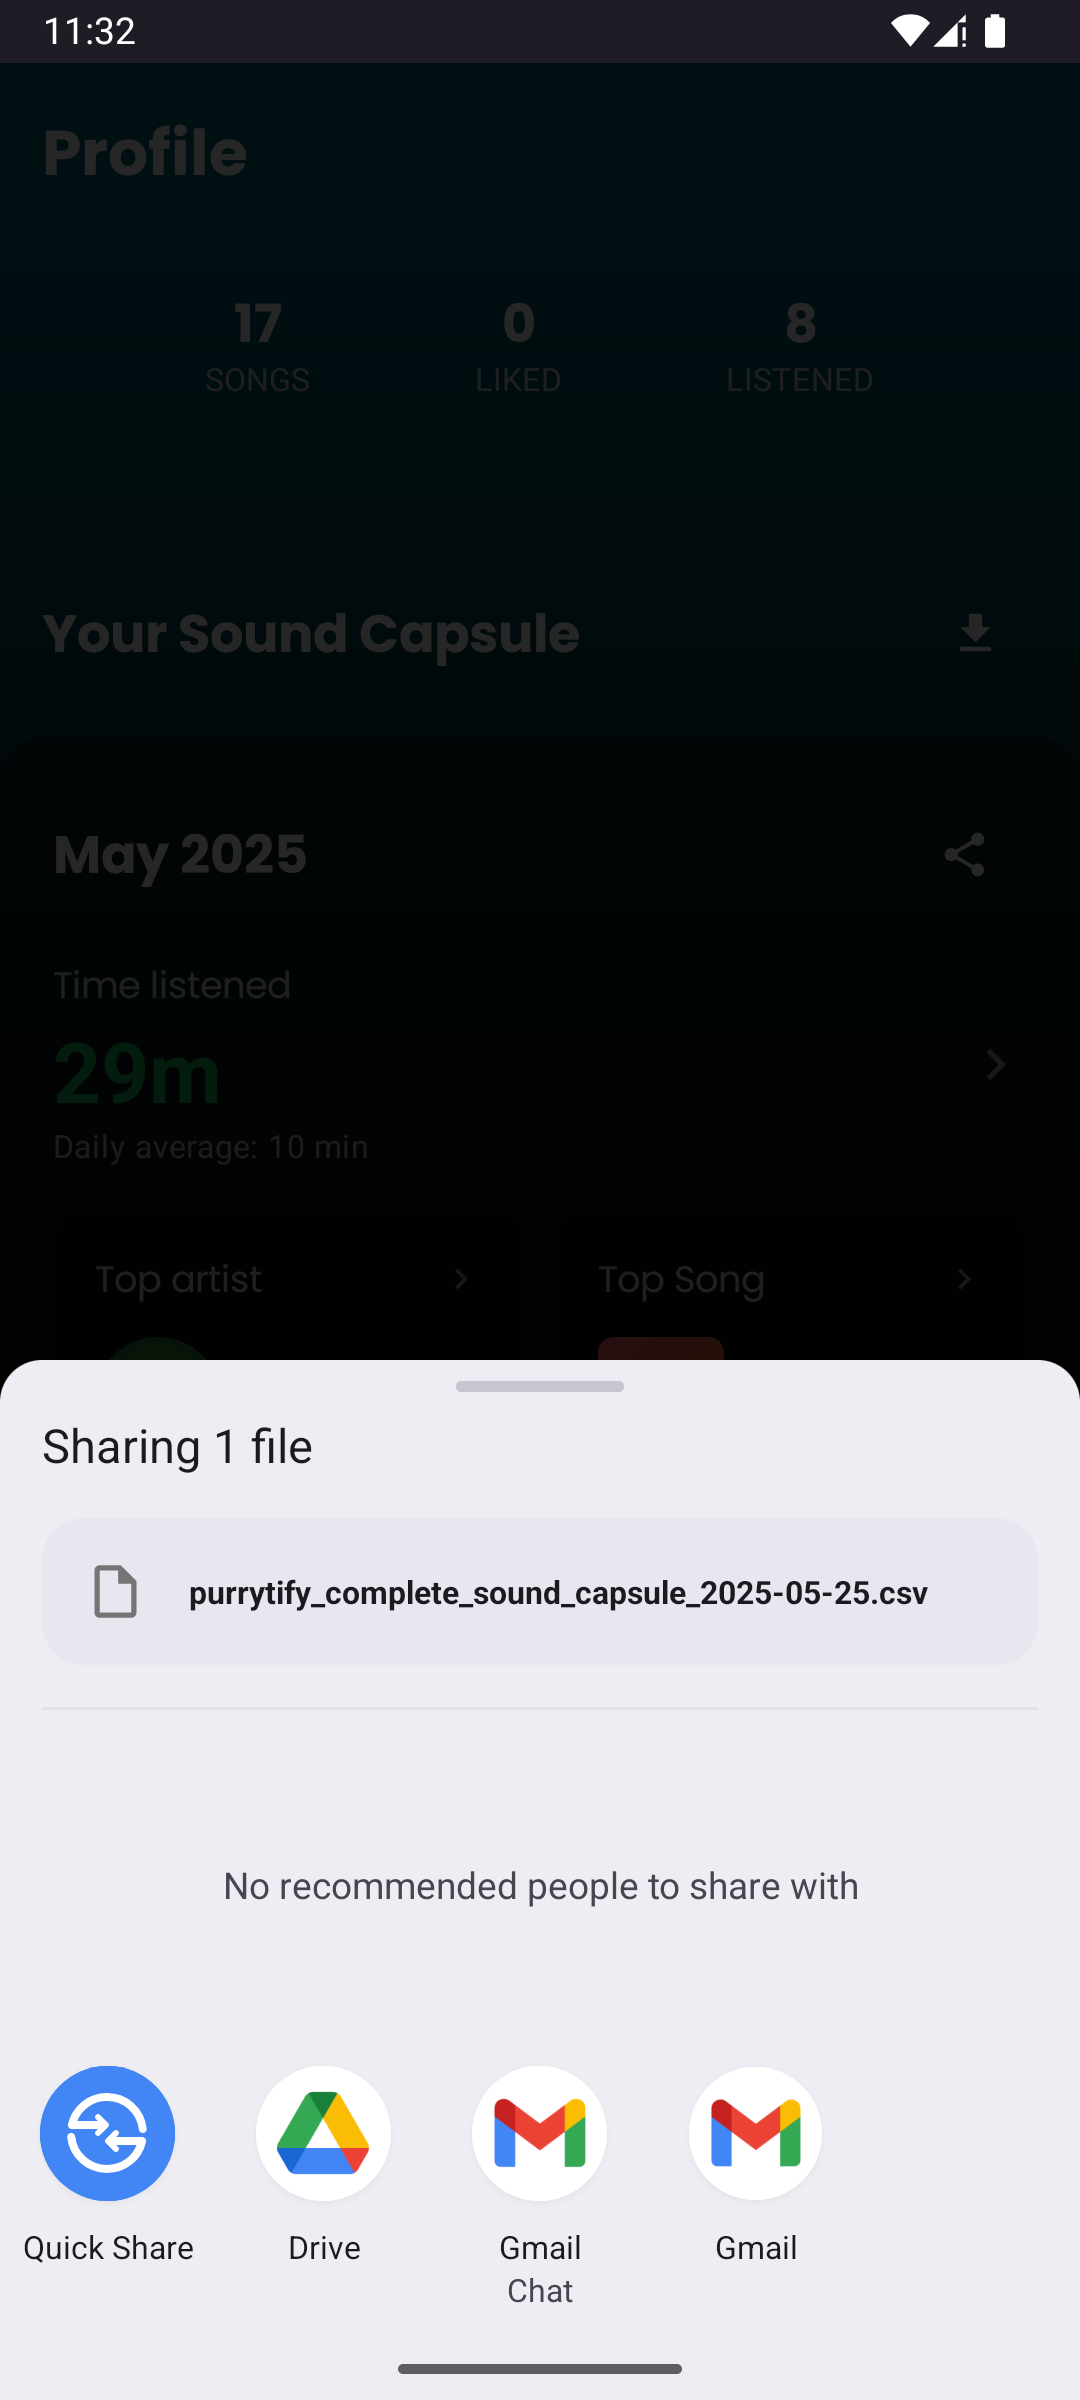 11:32
Profile
17 0 8
SONGS LIKED LISTENED
Your Sound Capsule
May 2025
Time listened
29m
Daily average: 10 min
Top artist Top Song
Sharing 1 file
purrytify_complete_sound_capsule_2025-05-25.csv
No recommended people to share with
Quick Share Drive Gmail Gmail
Chat